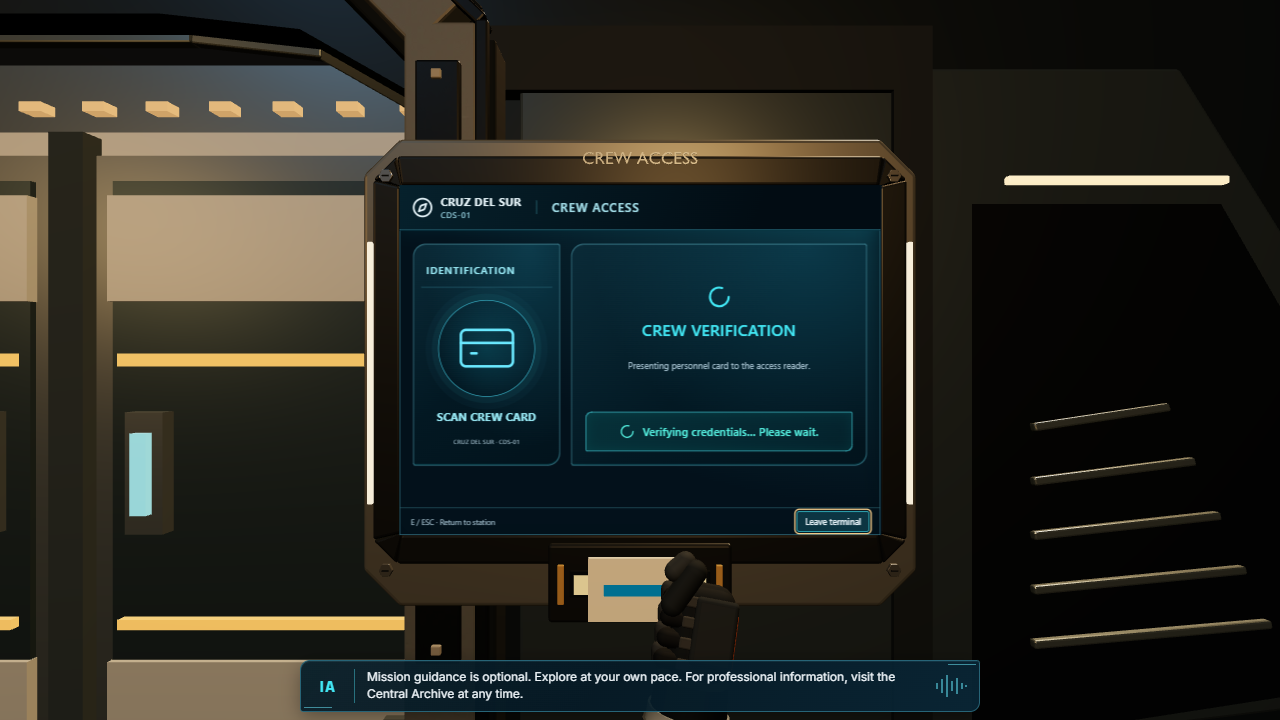 CREW ACCESS
CRUZ DEL SUR
CDS-01
CREW ACCESS
IDENTIFICATION
SCAN CREW CARD
CRUZ DEL SUR · CDS-01
CREW VERIFICATION
Presenting personnel card to the access reader.
Verifying credentials... Please wait.
E / ESC · Return to station
Leave terminal
IA
Mission guidance is optional. Explore at your own pace. For professional information, visit the
Central Archive at any time.